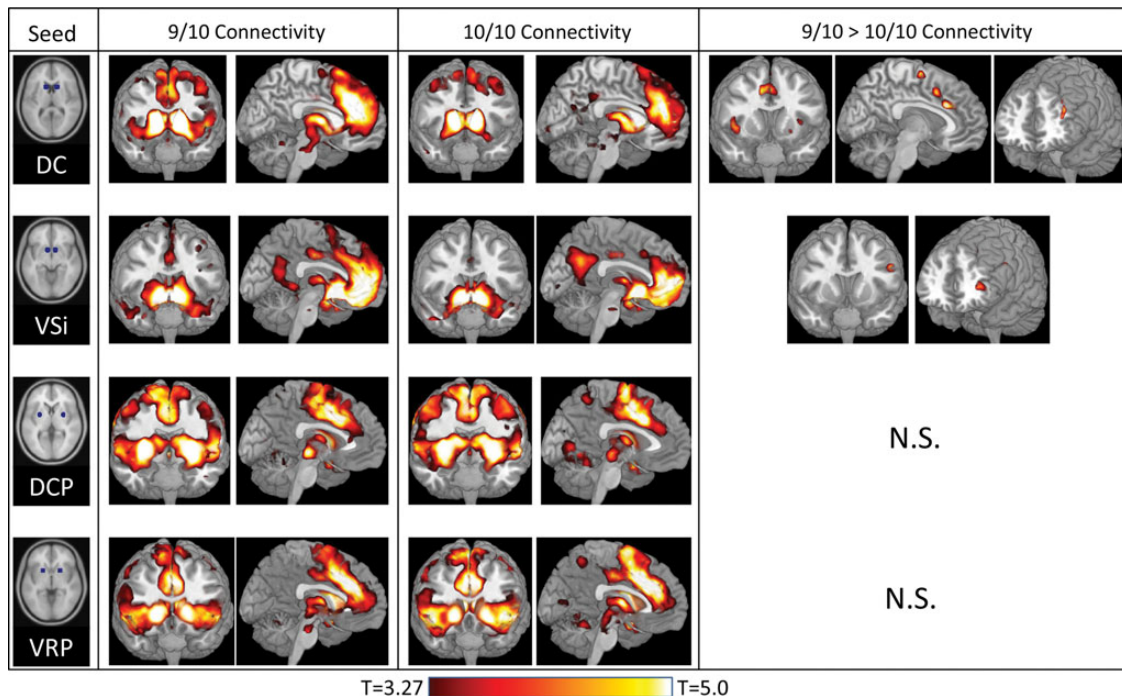 Seed 9/10 Connectivity 10/10 Connectivity 9/10 > 10/10 Connectivity
DC
VSi
DCP N.S.
VRP N.S.
T=3.27 T=5.0